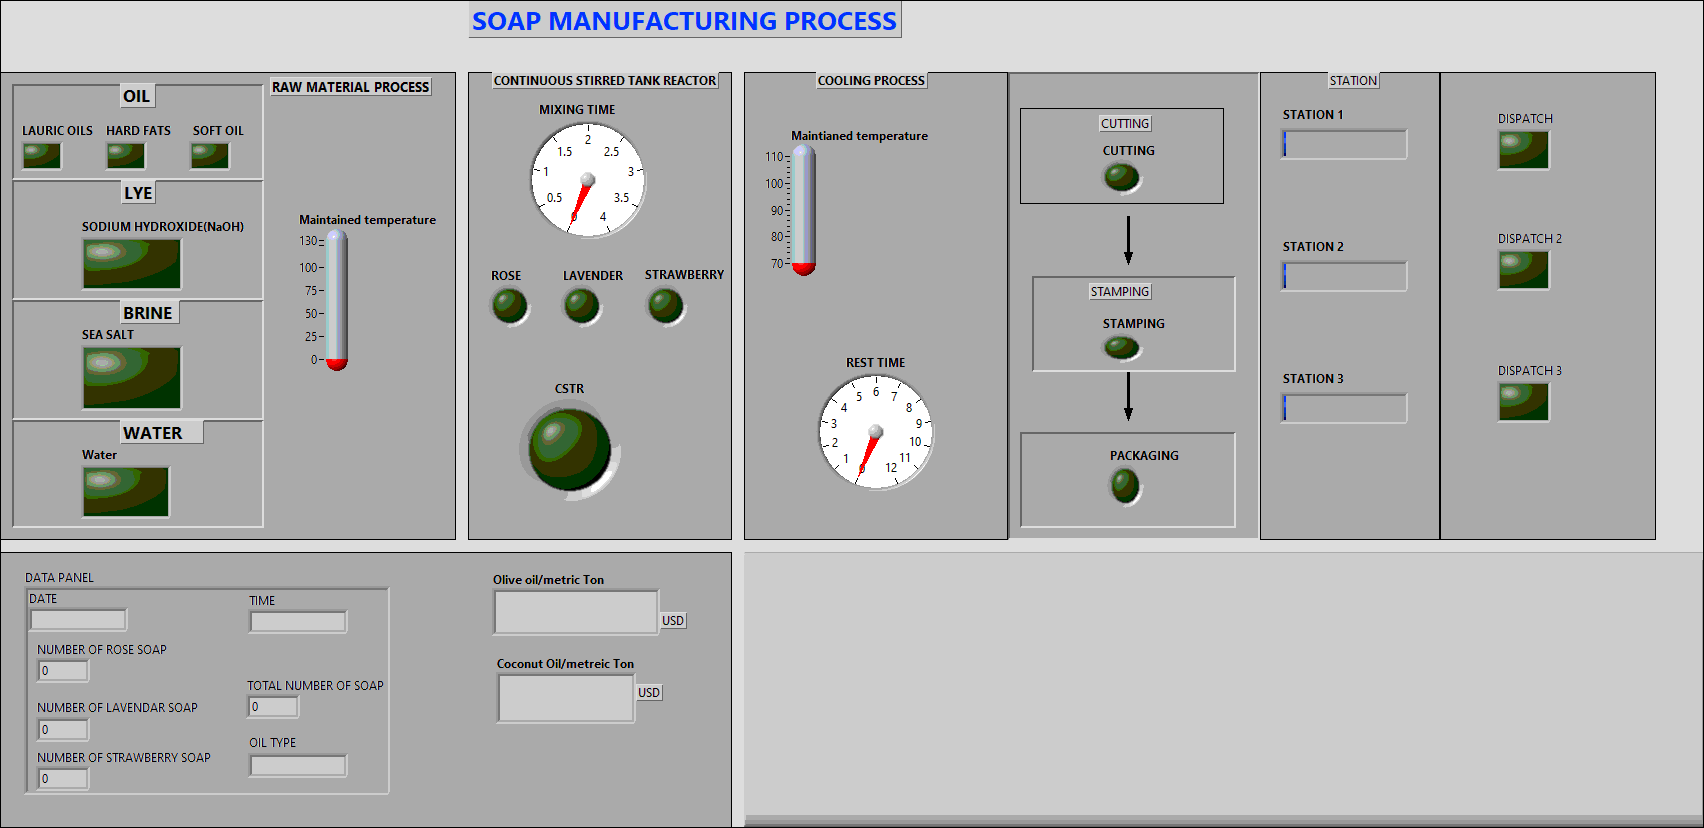 SOAP MANUFACTURING PROCESS
RAW MATERIAL PROCESS
OIL
LAURIC OILS HARD FATS SOFT OIL
LYE
SODIUM HYDROXIDE(NaOH)
BRINE
SEA SALT
WATER
Water
Maintained temperature
130
100
75
50
25
0
CONTINUOUS STIRRED TANK REACTOR
MIXING TIME
0
0.5
1
1.5
2
2.5
3
3.5
4
ROSE LAVENDER STRAWBERRY
CSTR
COOLING PROCESS
Maintianed temperature
110
100
90
80
70
REST TIME
0
1
2
3
4
5
6
7
8
9
10
11
12
CUTTING
CUTTING
STAMPING
STAMPING
PACKAGING
STATION
STATION 1
STATION 2
STATION 3
DISPATCH
DISPATCH 2
DISPATCH 3
DATA PANEL
DATE
TIME
NUMBER OF ROSE SOAP
0
NUMBER OF LAVENDAR SOAP
0
NUMBER OF STRAWBERRY SOAP
0
TOTAL NUMBER OF SOAP
0
OIL TYPE
Olive oil/metric Ton
USD
Coconut Oil/metreic Ton
USD